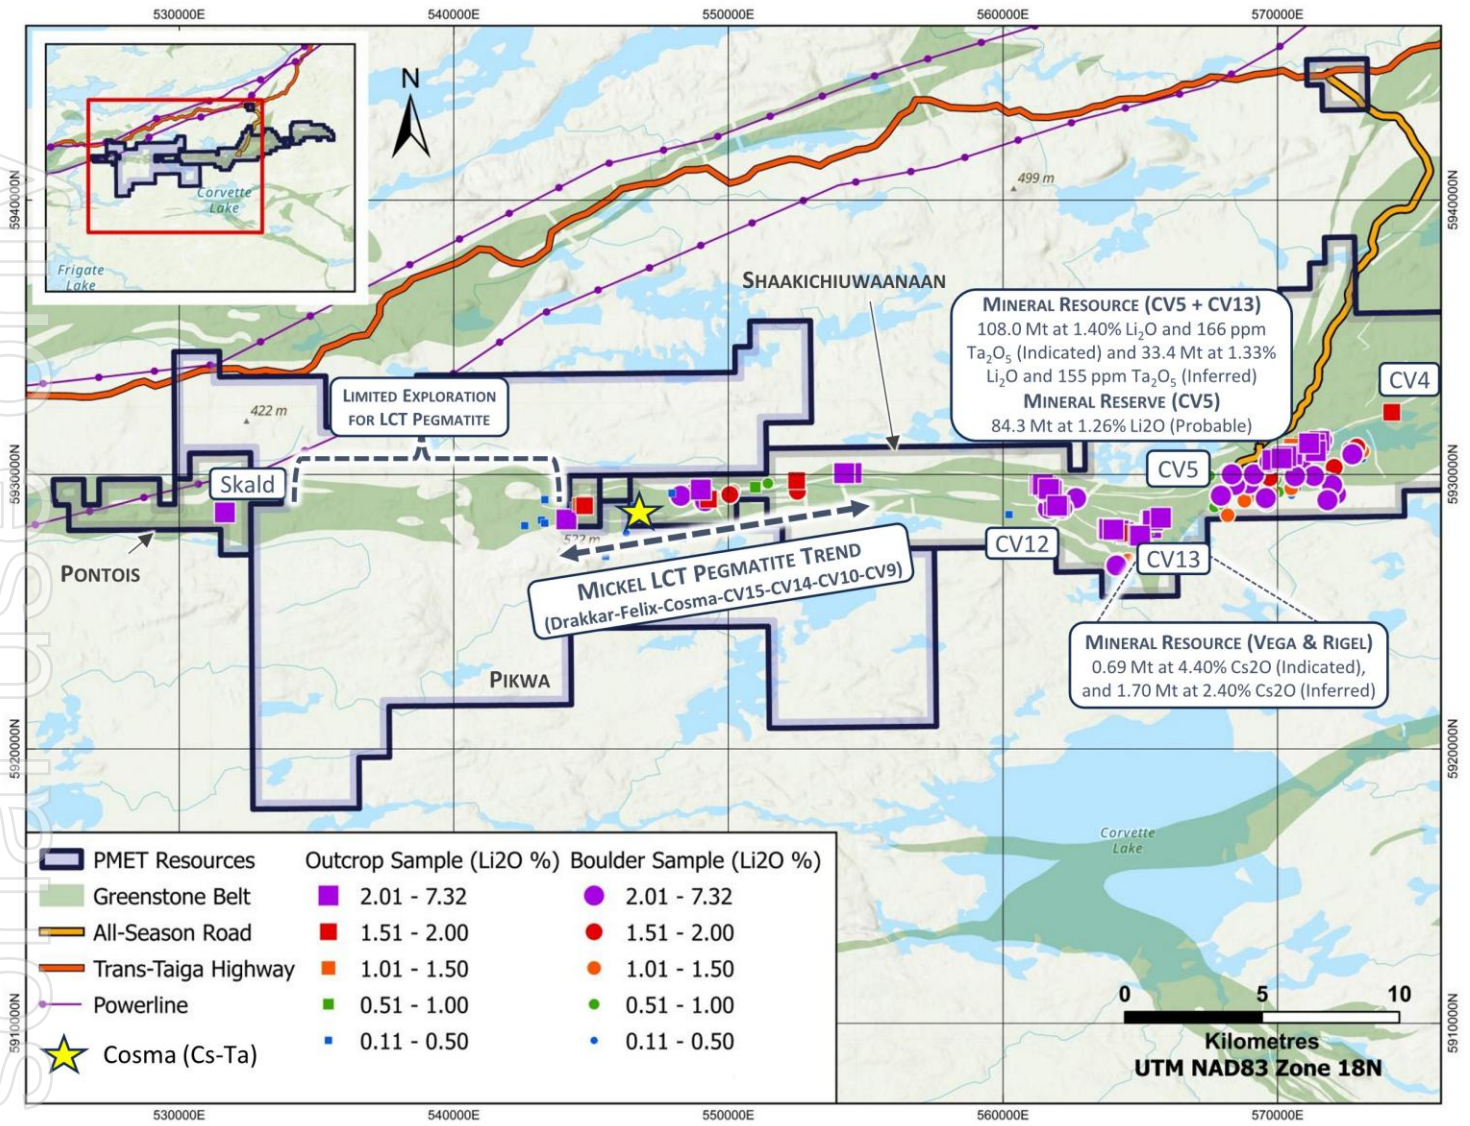 530000E
540000E
550000E
560000E
570000E
5940000N
5930000N
5920000N
5910000N
5940000N
5930000N
5920000N
5910000N
N
Corvette
Lake
Frigate
Lake
499 m
SHAAKICHIUWAANAAN
MINERAL RESOURCE (CV5 + CV13)
108.0 Mt at 1.40% Li₂O and 166 ppm
Ta₂O₅ (Indicated) and 33.4 Mt at 1.33%
Li₂O and 155 ppm Ta₂O₅ (Inferred)
MINERAL RESERVE (CV5)
84.3 Mt at 1.26% Li2O (Probable)
CV4
422 m
LIMITED EXPLORATION
FOR LCT PEGMATITE
Skald
CV5
522 m
PONTOIS
CV12
CV13
MICKEL LCT PEGMATITE TREND
(Drakkar-Felix-Cosma-CV15-CV14-CV10-CV9)
PIKWA
MINERAL RESOURCE (VEGA & RIGEL)
0.69 Mt at 4.40% Cs2O (Indicated),
and 1.70 Mt at 2.40% Cs2O (Inferred)
Corvette
Lake
PMET Resources
Greenstone Belt
All-Season Road
Trans-Taiga Highway
Powerline
Cosma (Cs-Ta)
Outcrop Sample (Li2O %)
2.01 - 7.32
1.51 - 2.00
1.01 - 1.50
0.51 - 1.00
0.11 - 0.50
Boulder Sample (Li2O %)
2.01 - 7.32
1.51 - 2.00
1.01 - 1.50
0.51 - 1.00
0.11 - 0.50
0 5 10
Kilometres
UTM NAD83 Zone 18N
530000E
540000E
550000E
560000E
570000E